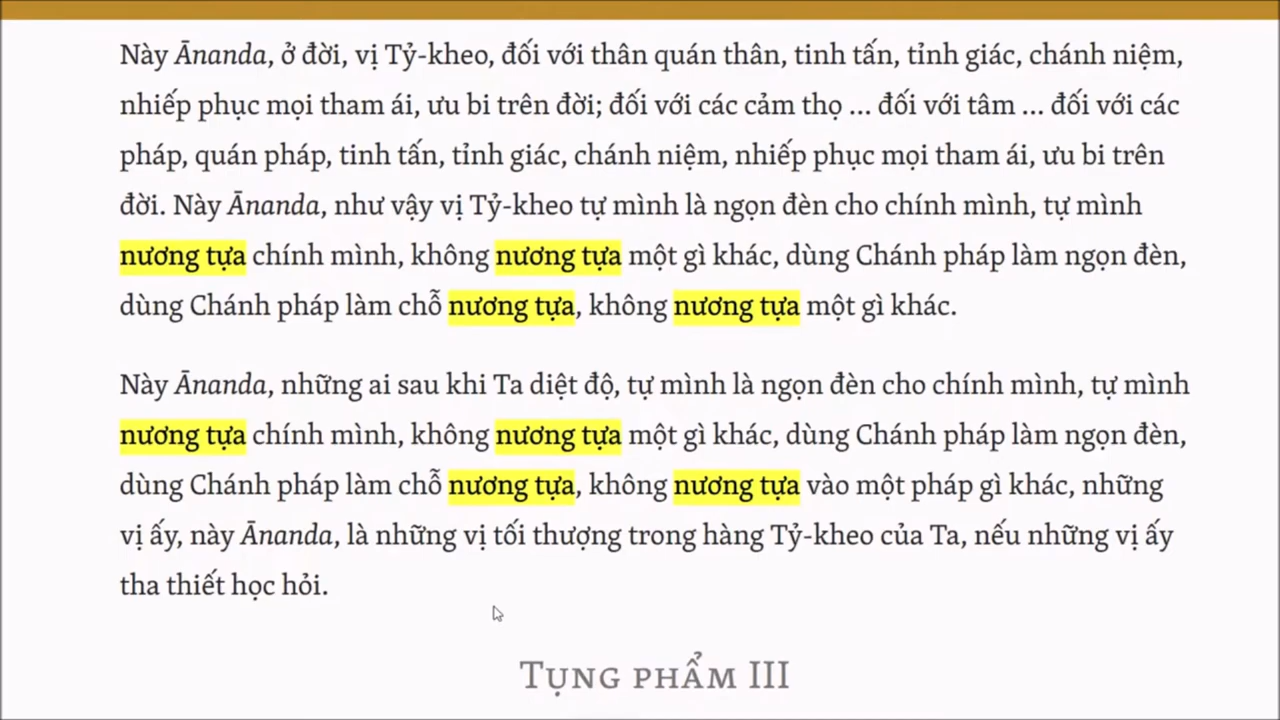 Này Ānanda, ở đời, vị Tỷ-kheo, đối với thân quán thân, tinh tấn, tỉnh giác, chánh niệm,
nhiếp phục mọi tham ái, ưu bi trên đời; đối với các cảm thọ ... đối với tâm ... đối với các
pháp, quán pháp, tinh tấn, tỉnh giác, chánh niệm, nhiếp phục mọi tham ái, ưu bi trên
đời. Này Ānanda, như vậy vị Tỷ-kheo tự mình là ngọn đèn cho chính mình, tự mình
nương tựa chính mình, không nương tựa một gì khác, dùng Chánh pháp làm ngọn đèn,
dùng Chánh pháp làm chỗ nương tựa, không nương tựa một gì khác.
Này Ānanda, những ai sau khi Ta diệt độ, tự mình là ngọn đèn cho chính mình, tự mình
nương tựa chính mình, không nương tựa một gì khác, dùng Chánh pháp làm ngọn đèn,
dùng Chánh pháp làm chỗ nương tựa, không nương tựa vào một pháp gì khác, những
vị ấy, này Ānanda, là những vị tối thượng trong hàng Tỷ-kheo của Ta, nếu những vị ấy
tha thiết học hỏi.
Tụng phẩm III